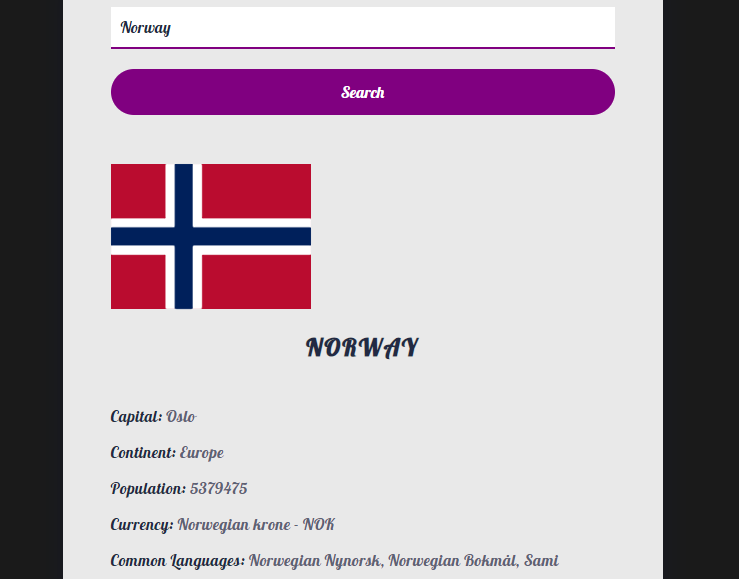 Norway
Search
NORWAY
Capital: Oslo
Continent: Europe
Population: 5379475
Currency: Norwegian krone - NOK
Common Languages: Norwegian Nynorsk, Norwegian Bokmål, Sami